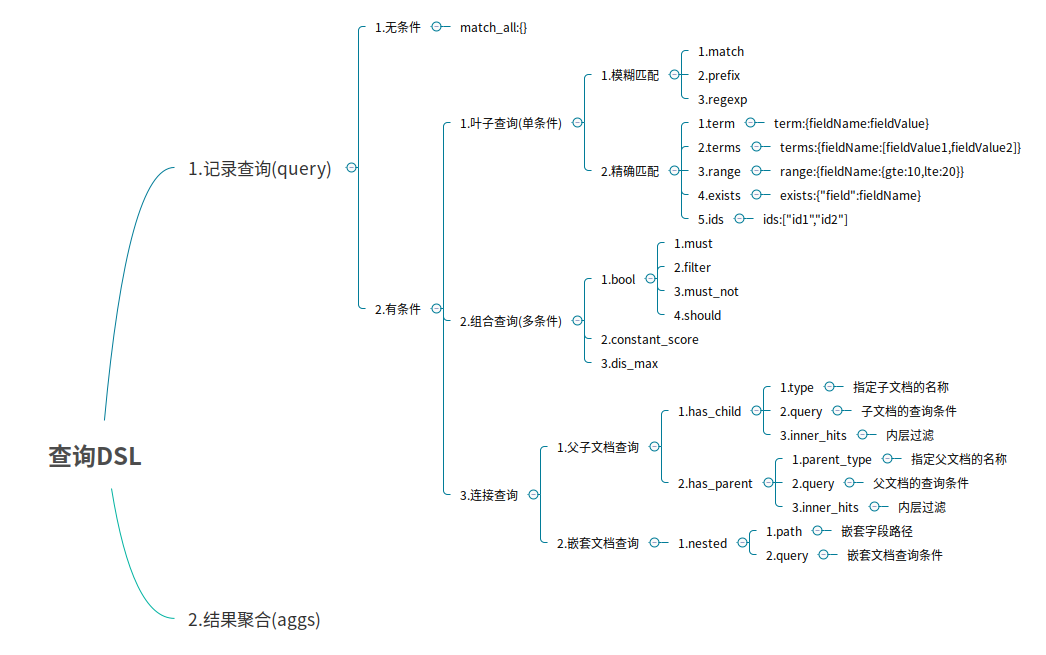 查询DSL
1.记录查询(query)
1.无条件
match_all:{}
2.有条件
1.叶子查询(单条件)
1.模糊匹配
1.match
2.prefix
3.regexp
2.精确匹配
1.term
term:{fieldName:fieldValue}
2.terms
terms:{fieldName:[fieldValue1,fieldValue2]}
3.range
range:{fieldName:{gte:10,lte:20}}
4.exists
exists:{"field":fieldName}
5.ids
ids:["id1","id2"]
2.组合查询(多条件)
1.bool
1.must
2.filter
3.must_not
4.should
2.constant_score
3.dis_max
3.连接查询
1.父子文档查询
1.has_child
1.type
指定子文档的名称
2.query
子文档的查询条件
3.inner_hits
内层过滤
2.has_parent
1.parent_type
指定父文档的名称
2.query
父文档的查询条件
3.inner_hits
内层过滤
2.嵌套文档查询
1.nested
1.path
嵌套字段路径
2.query
嵌套文档查询条件
2.结果聚合(aggs)